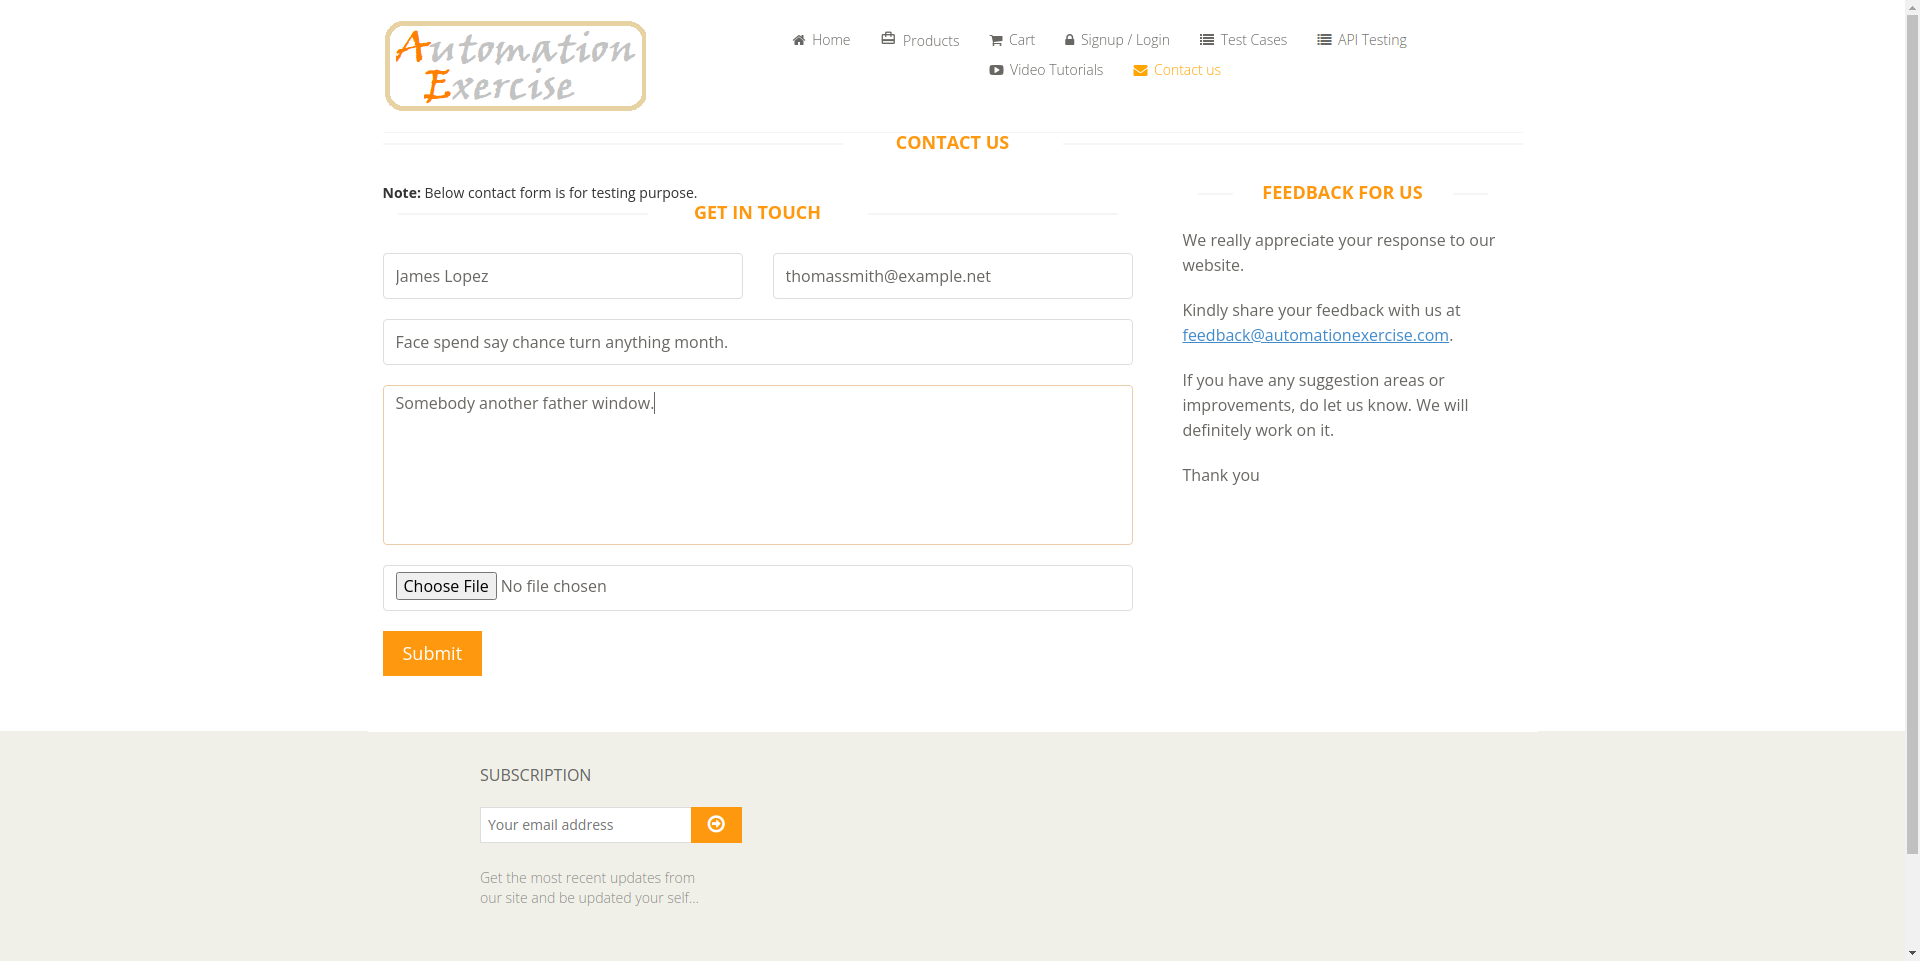 Automation
Exercise
Home
Products
Cart
Signup / Login
Test Cases
API Testing
Video Tutorials
Contact us
CONTACT US
Note: Below contact form is for testing purpose.
GET IN TOUCH
James Lopez
thomassmith@example.net
Face spend say chance turn anything month.
Somebody another father window.
Choose File No file chosen
Submit
FEEDBACK FOR US
We really appreciate your response to our
website.
Kindly share your feedback with us at
feedback@automationexercise.com.
If you have any suggestion areas or
improvements, do let us know. We will
definitely work on it.
Thank you
SUBSCRIPTION
Your email address
Get the most recent updates from
our site and be updated your self...